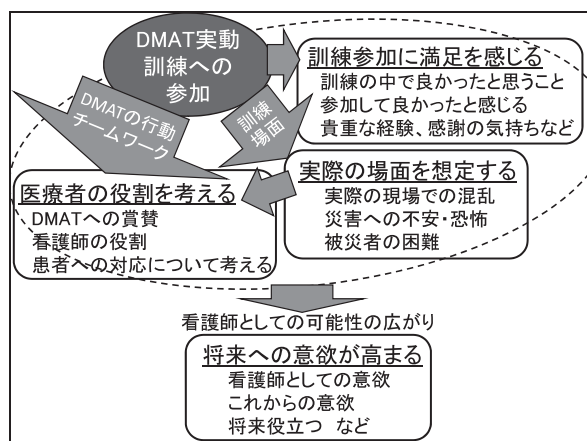 DMAT実動
訓練への
参加
訓練参加に満足を感じる
訓練の中で良かったと思うこと
参加して良かったと感じる
貴重な経験、感謝の気持ちなど
DMATの行動
チームワーク
訓練
場面
実際の場面を想定する
実際の現場での混乱
災害への不安・恐怖
被災者の困難
医療者の役割を考える
DMATへの賞賛
看護師の役割
患者への対応について考える
看護師としての可能性の広がり
将来への意欲が高まる
看護師としての意欲
これからの意欲
将来役立つ など